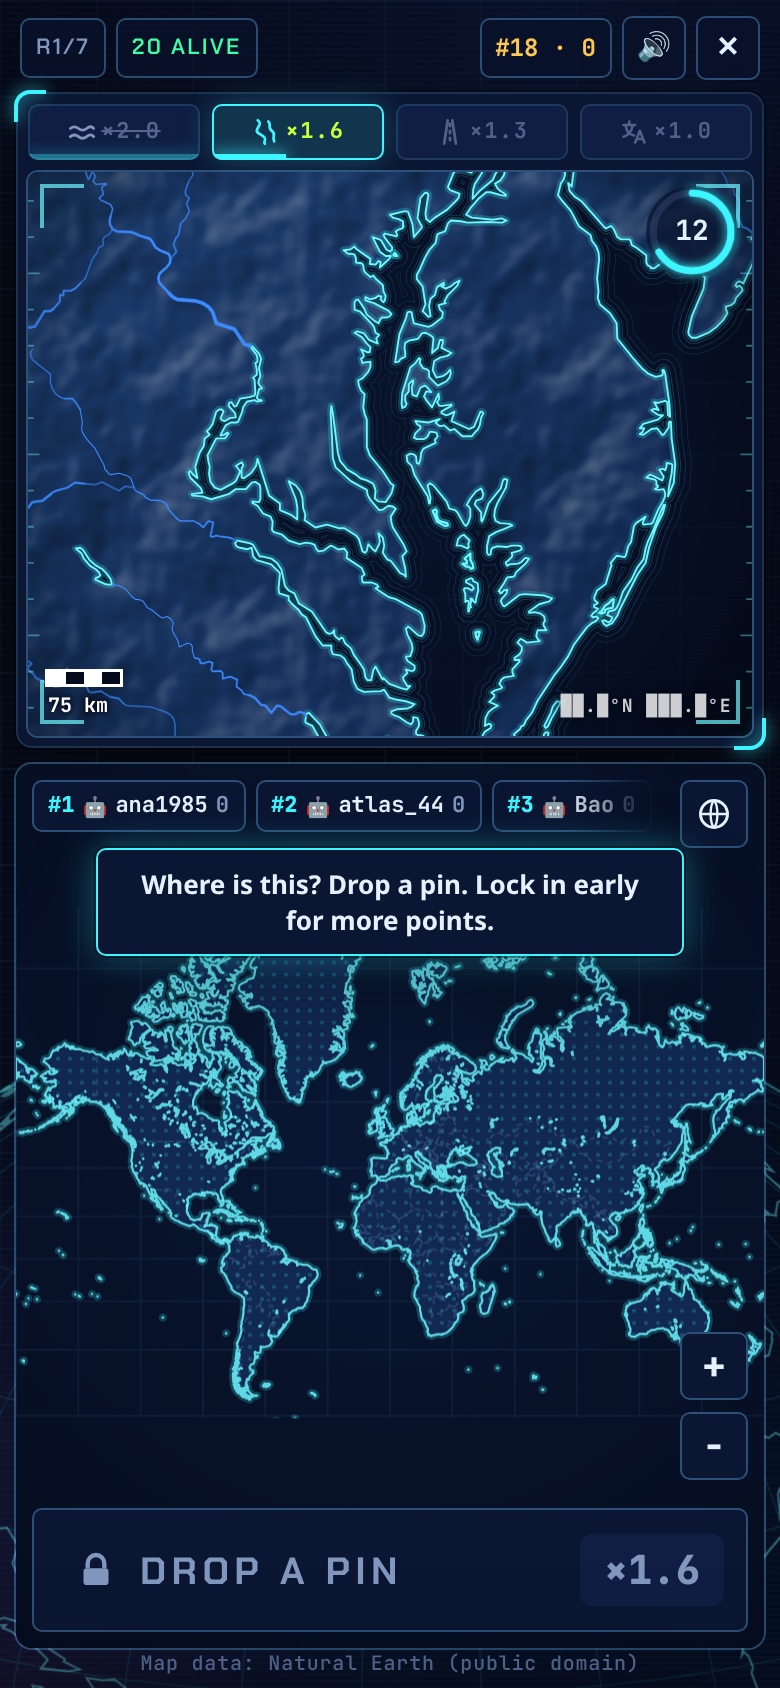 R1/7
20 ALIVE
#18 · 0
×2.0
×1.6
×1.3
×1.0
12
75 km
██.█°N ███.█°E
#1 ana1985 0
#2 atlas_44 0
#3 Bao 0
Where is this? Drop a pin. Lock in early
for more points.
+
-
DROP A PIN
×1.6
Map data: Natural Earth (public domain)